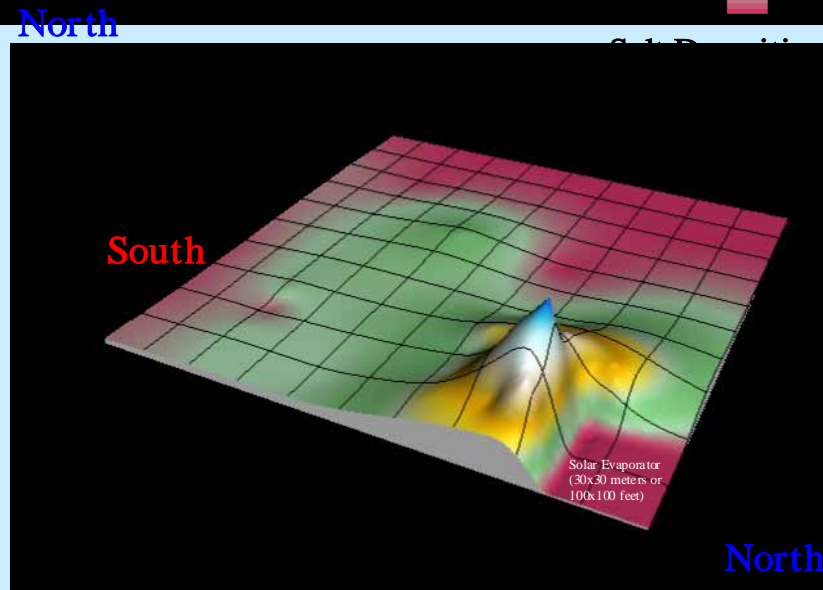 North
South
Solar Evaporator
(30x30 meters or
100x100 feet)
North